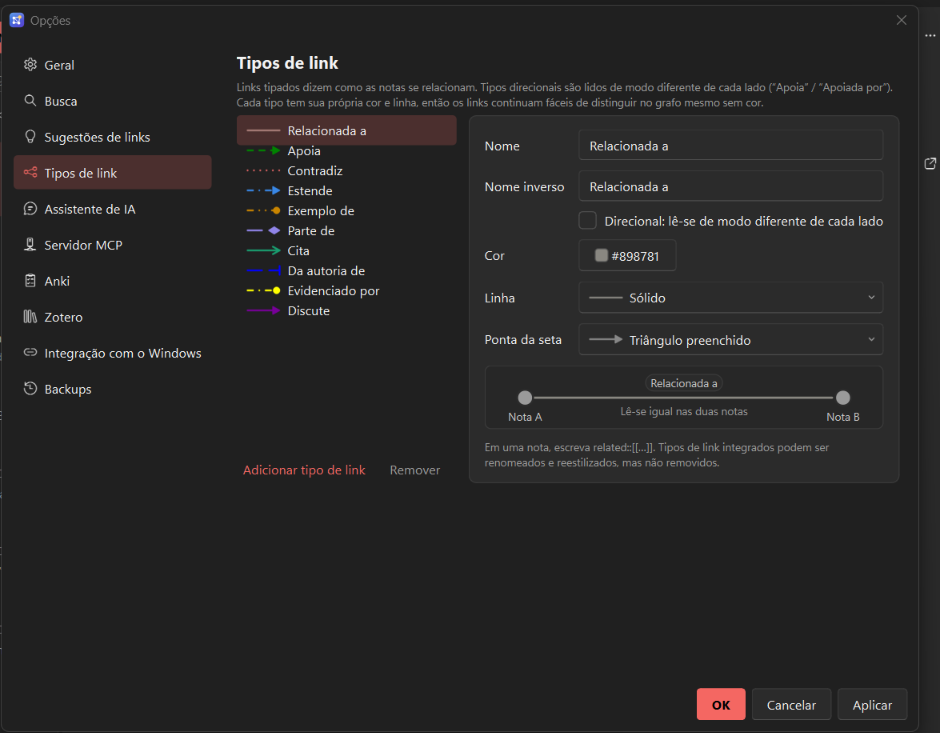 Opções
Geral
Busca
Sugestões de links
Tipos de link
Assistente de IA
Servidor MCP
Anki
Zotero
Integração com o Windows
Backups
Tipos de link
Links tipados dizem como as notas se relacionam. Tipos direcionais são lidos de modo diferente de cada lado ("Apoia" / "Apoiada por").
Cada tipo tem sua própria cor e linha, então os links continuam fáceis de distinguir no grafo mesmo sem cor.
Relacionada a
Apoia
Contradiz
Estende
Exemplo de
Parte de
Cita
Da autoria de
Evidenciado por
Discute
Adicionar tipo de link
Remover
Nome
Relacionada a
Nome inverso
Relacionada a
Direcional: lê-se de modo diferente de cada lado
Cor
#898781
Linha
Sólido
Ponta da seta
Triângulo preenchido
Relacionada a
Lê-se igual nas duas notas
Nota A
Nota B
Em uma nota, escreva related::[[...]]. Tipos de link integrados podem ser
renomeados e reestilizados, mas não removidos.
OK
Cancelar
Aplicar